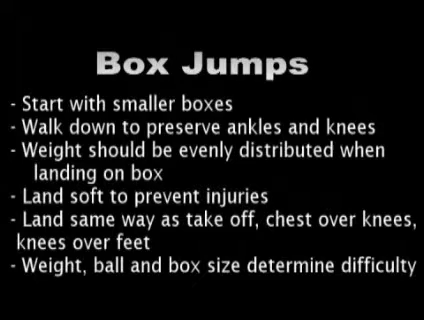 Box Jumps
- Start with smaller boxes
- Walk down to preserve ankles and knees
- Weight should be evenly distributed when
landing on box
- Land soft to prevent injuries
- Land same way as take off, chest over knees,
knees over feet
- Weight, ball and box size determine difficulty